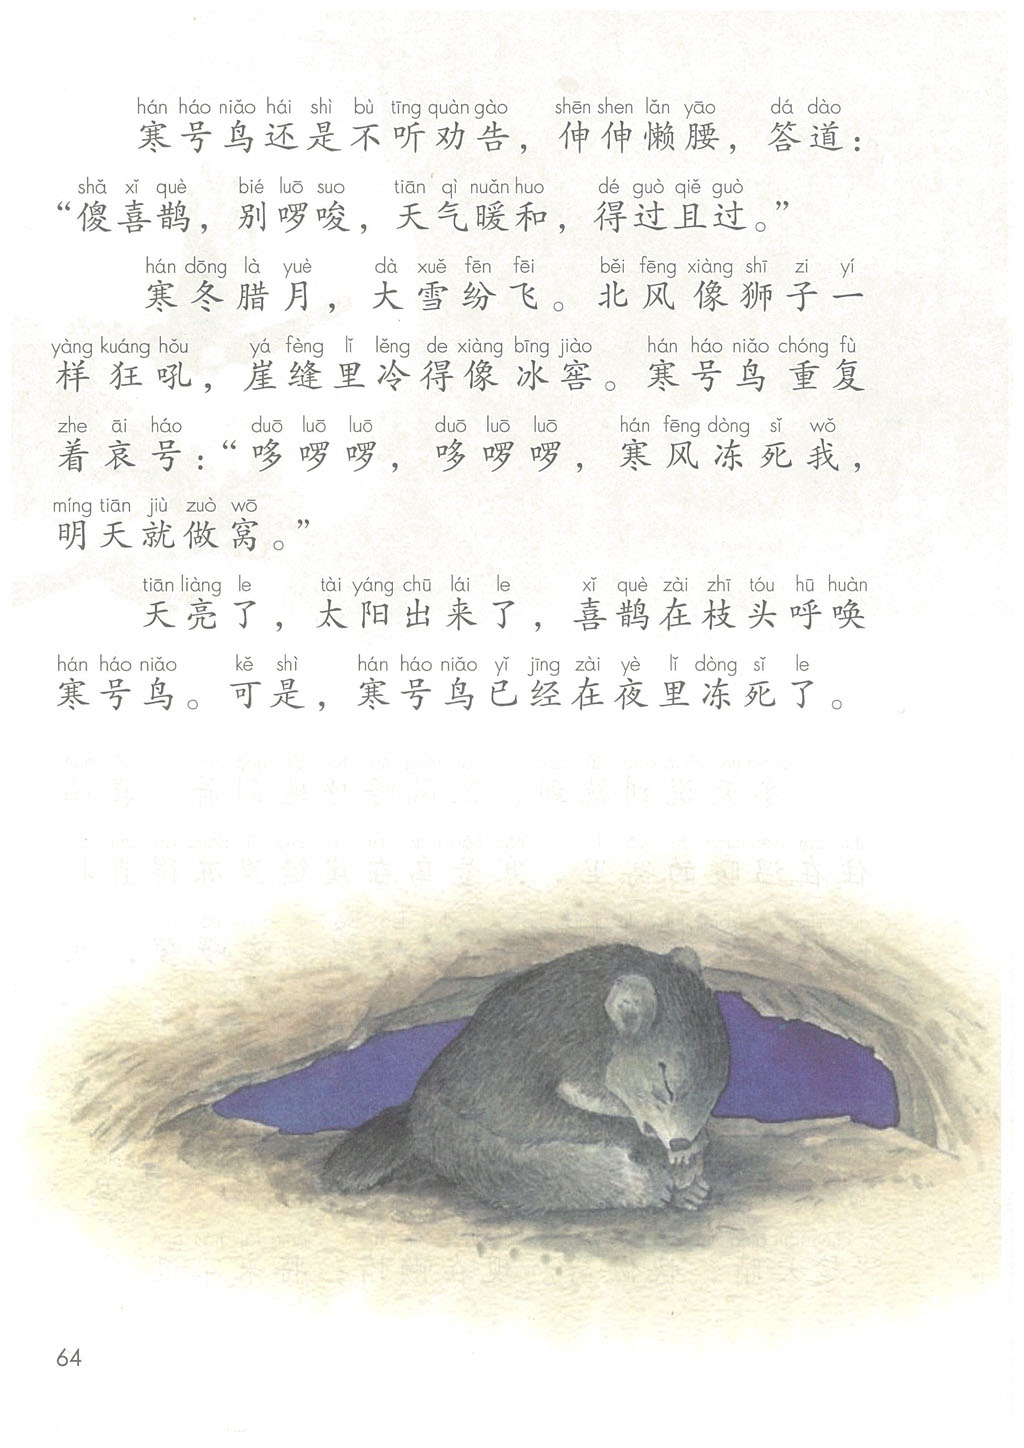 hán háo niǎo hái shì bù tīng quàn gào shēn shen lǎn yāo dá dào
寒号鸟还是不听劝告，伸伸懒腰，答道：
shǎ xǐ què bié luō suo tiān qì nuǎn huo dé guò qiě guò
“傻喜鹊，别啰唆，天气暖和，得过且过。”
hán dōng là yuè dà xuě fēn fēi běi fēng xiàng shī zi yí
寒冬腊月，大雪纷飞。北风像狮子一
yàng kuáng hǒu yá fèng lǐ lěng de xiàng bīng jiào hán háo niǎo chóng fù
样狂吼，崖缝里冷得像冰窖。寒号鸟重复
zhe āi háo duō luō luō duō luō luō hán fēng dòng sǐ wǒ
着哀号：“哆啰啰，哆啰啰，寒风冻死我，
míng tiān jiù zuò wō
明天就做窝。”
tiān liàng le tài yáng chū lái le xǐ què zài zhī tóu hū huàn
天亮了，太阳出来了，喜鹊在枝头呼唤
hán háo niǎo kě shì hán háo niǎo yǐ jīng zài yè lǐ dòng sǐ le
寒号鸟。可是，寒号鸟已经在夜里冻死了。
64